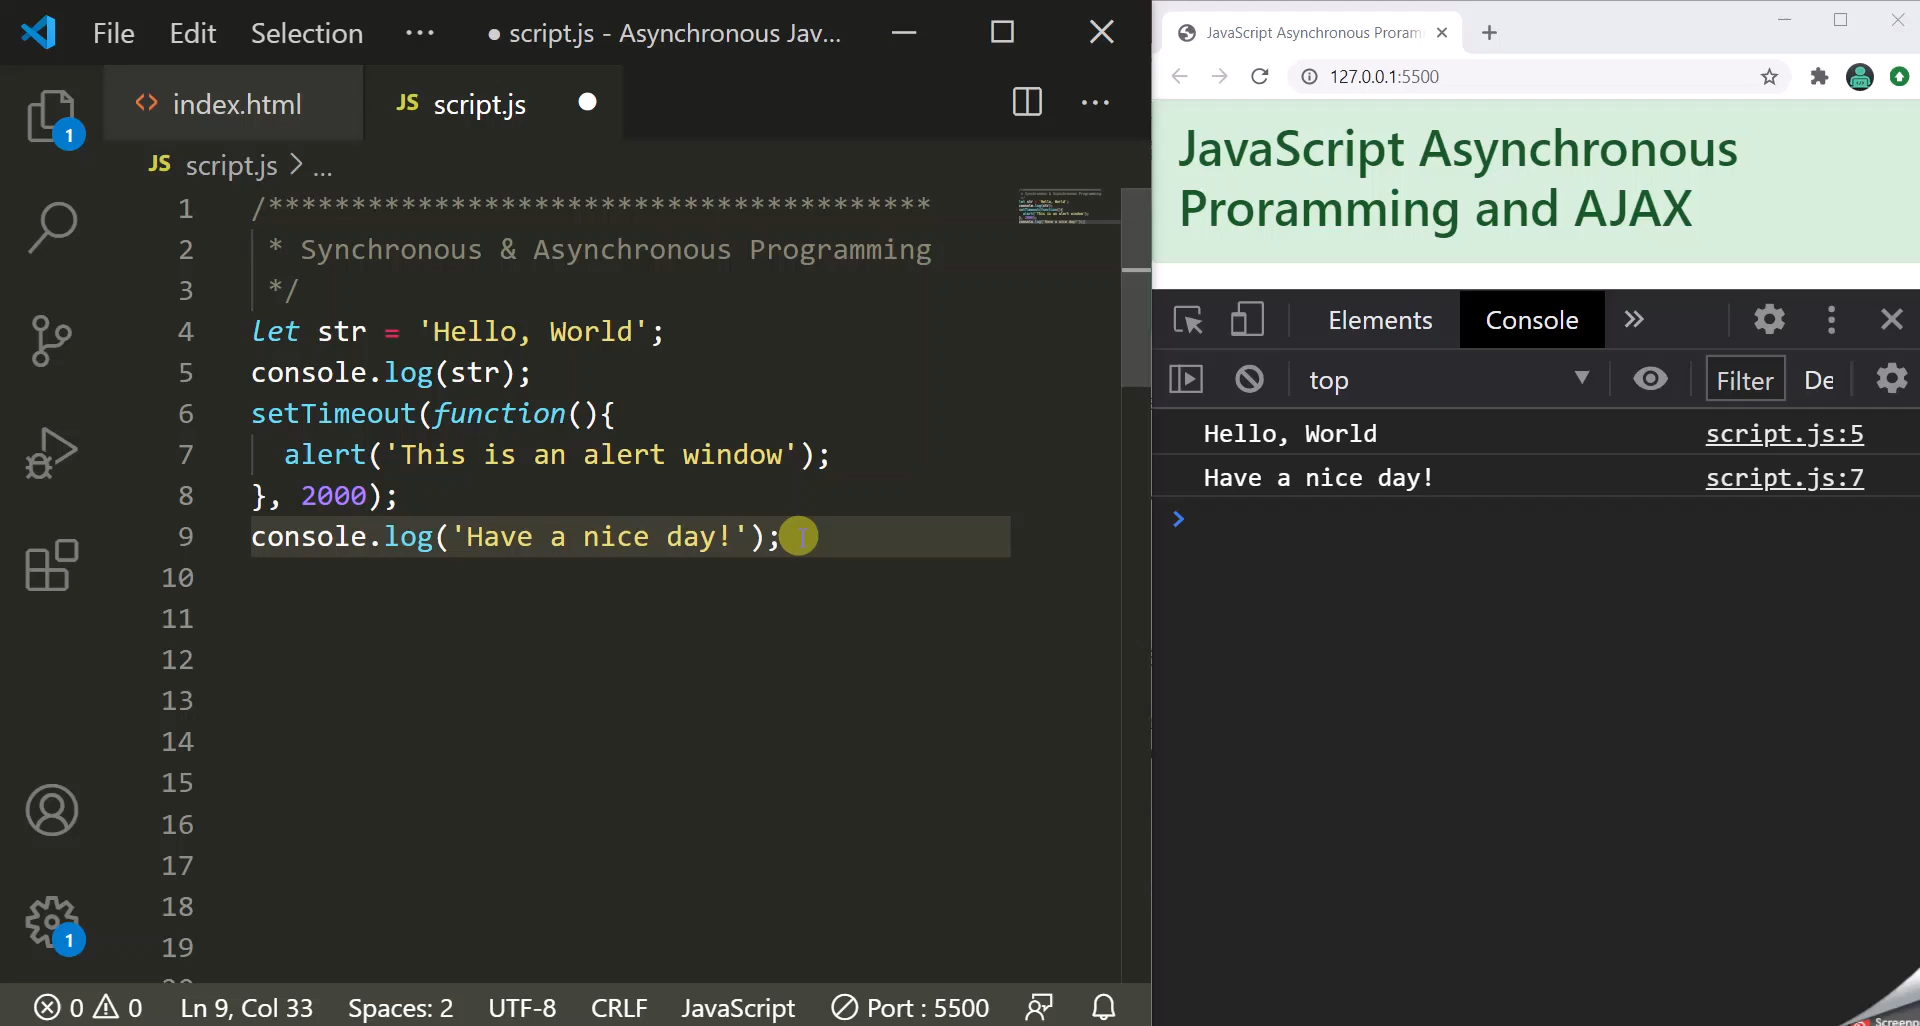 File Edit Selection ··· ● script.js - Asynchronous Jav...
index.html JS script.js
JS script.js > ...
1 /****************************************
2 * Synchronous & Asynchronous Programming
3 */
4 let str = 'Hello, World';
5 console.log(str);
6 setTimeout(function(){
7 alert('This is an alert window');
8 }, 2000);
9 console.log('Have a nice day!');
10
11
12
13
14
15
16
17
18
19
1
1
0 0 Ln 9, Col 33 Spaces: 2 UTF-8 CRLF JavaScript Port : 5500
JavaScript Asynchronous Proram
127.0.0.1:5500
JavaScript Asynchronous
Proramming and AJAX
Elements Console
top Filter De
Hello, World script.js:5
Have a nice day! script.js:7